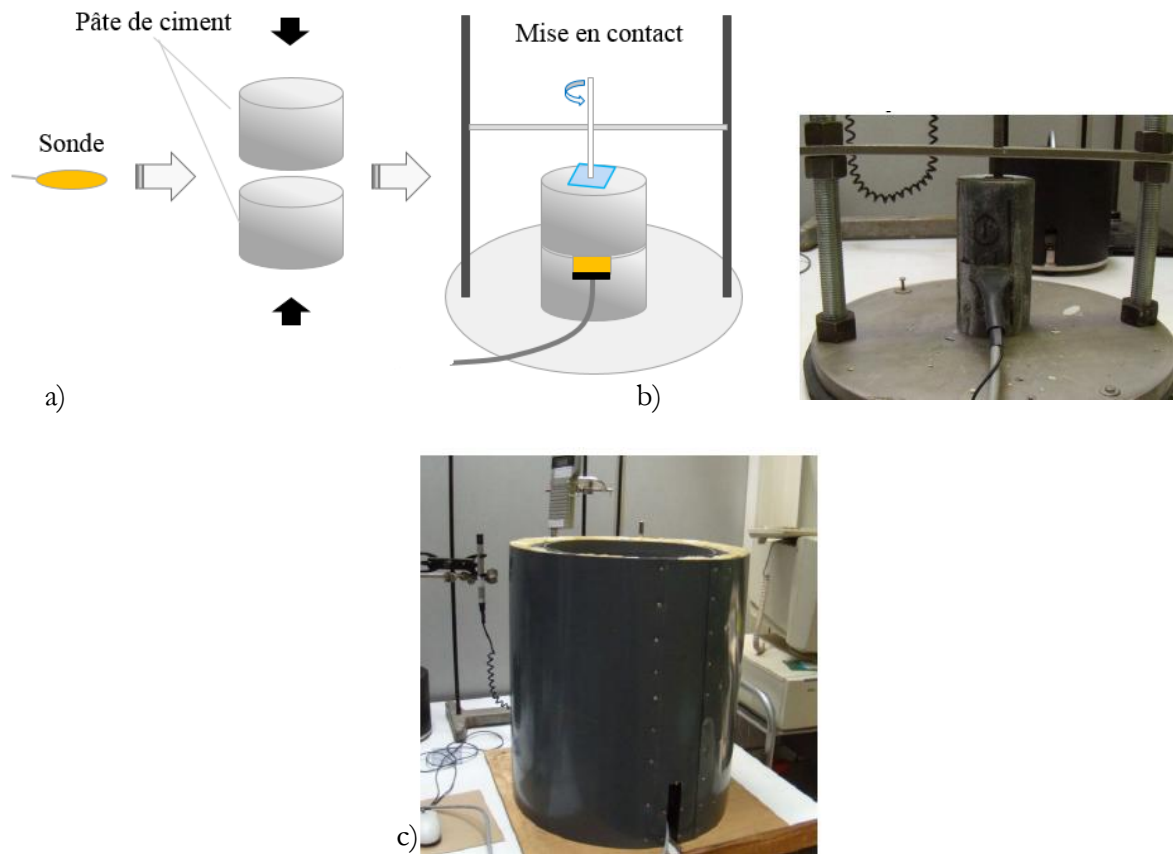 Pâte de ciment
Mise en contact
Sonde
a)
b)
c)